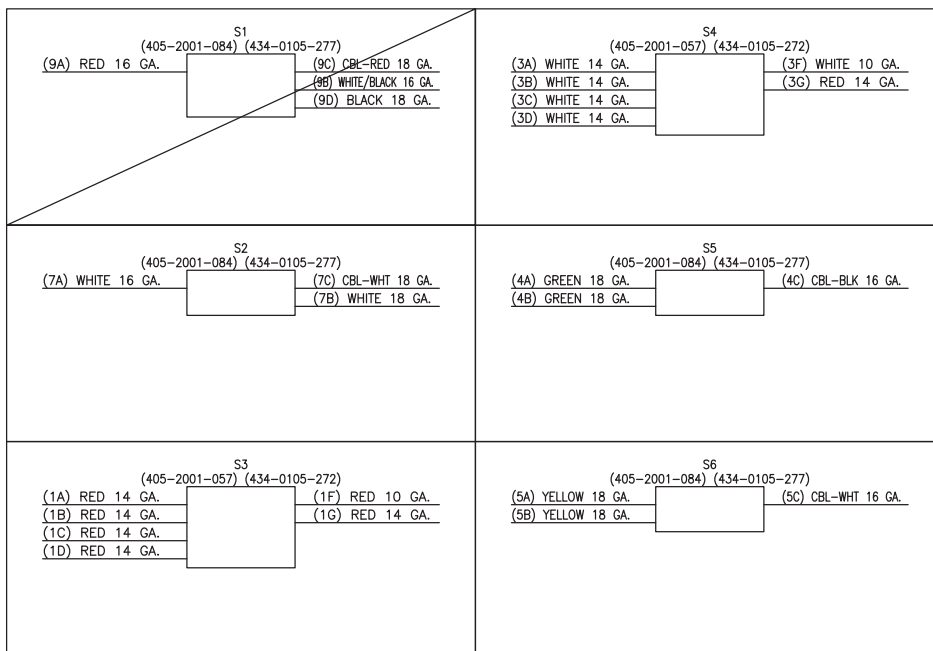 S1
(405-2001-084) (434-0105-277)
(9A) RED 16 GA.
(9C) CBL-RED 18 GA.
(9B) WHITE/BLACK 16 GA.
(9D) BLACK 18 GA.
S4
(405-2001-057) (434-0105-272)
(3A) WHITE 14 GA.
(3B) WHITE 14 GA.
(3C) WHITE 14 GA.
(3D) WHITE 14 GA.
(3F) WHITE 10 GA.
(3G) RED 14 GA.
S2
(405-2001-084) (434-0105-277)
(7A) WHITE 16 GA.
(7C) CBL-WHT 18 GA.
(7B) WHITE 18 GA.
S5
(405-2001-084) (434-0105-277)
(4A) GREEN 18 GA.
(4B) GREEN 18 GA.
(4C) CBL-BLK 16 GA.
S3
(405-2001-057) (434-0105-272)
(1A) RED 14 GA.
(1B) RED 14 GA.
(1C) RED 14 GA.
(1D) RED 14 GA.
(1F) RED 10 GA.
(1G) RED 14 GA.
S6
(405-2001-084) (434-0105-277)
(5A) YELLOW 18 GA.
(5B) YELLOW 18 GA.
(5C) CBL-WHT 16 GA.